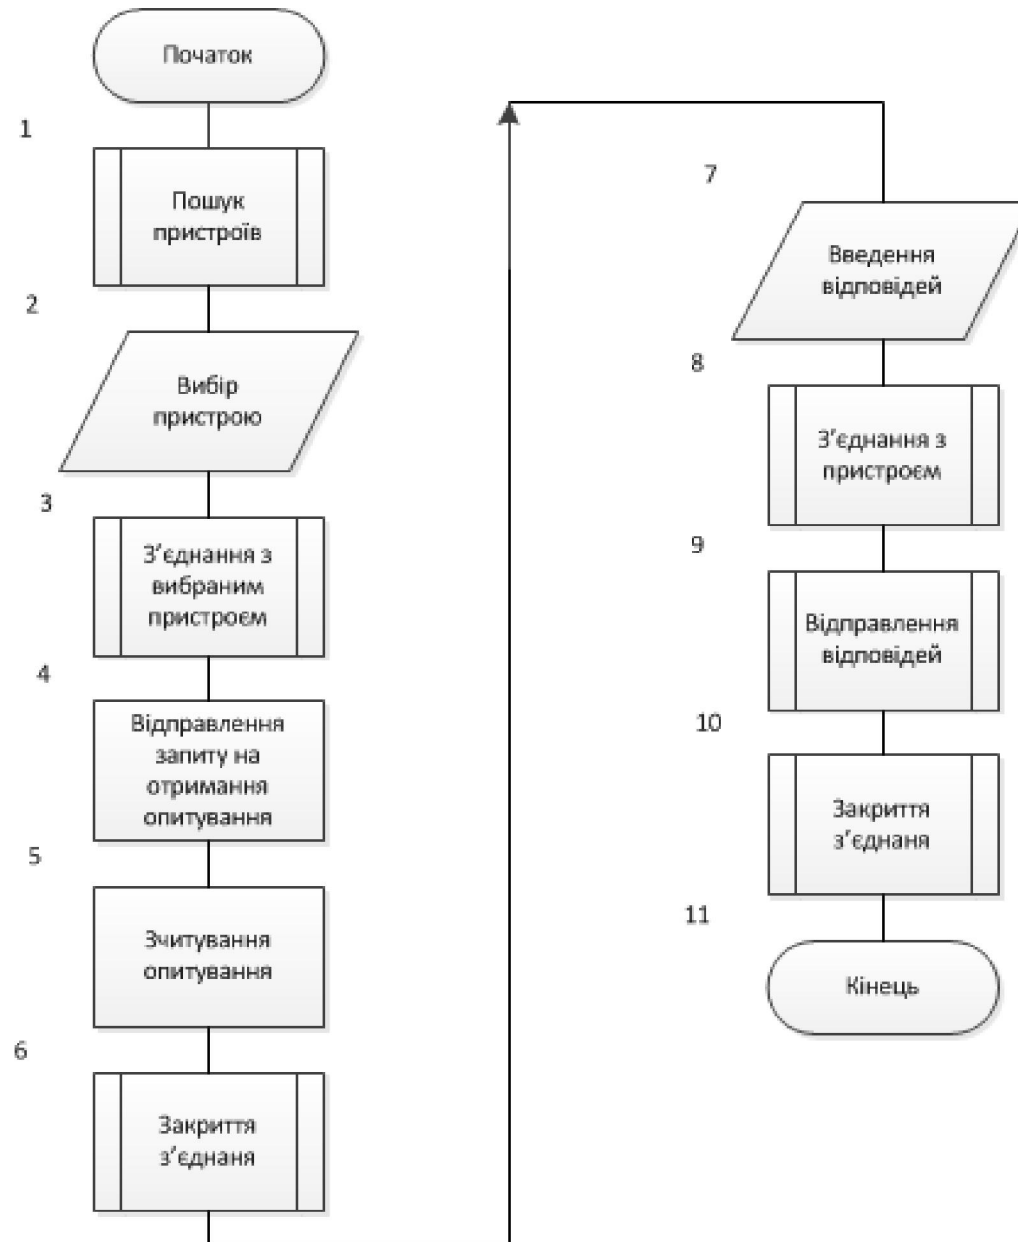 Початок
1
Пошук
пристроїв
2
Вибір
пристрою
3
З’єднання з
вибраним
пристроєм
4
Відправлення
запиту на
отримання
опитування
5
Зчитування
опитування
6
Закриття
з’єднаня
7
Введення
відповідей
8
З’єднання з
пристроєм
9
Відправлення
відповідей
10
Закриття
з’єднаня
11
Кінець